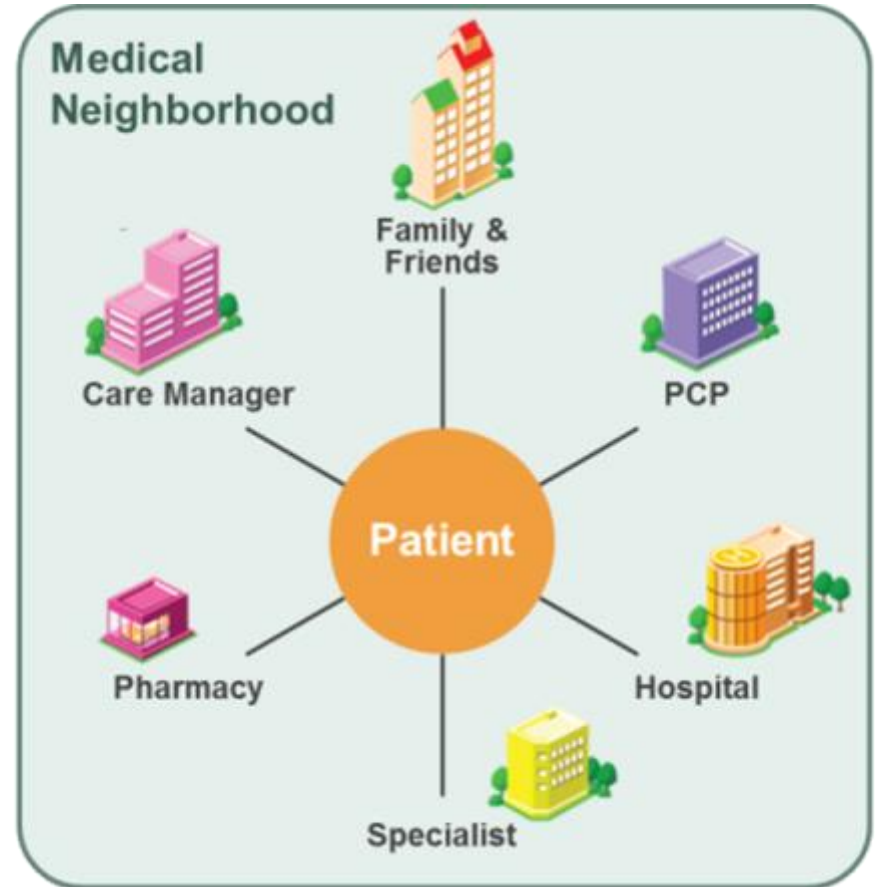 Medical
Neighborhood
Family &
Friends
Care Manager
PCP
Patient
Pharmacy
Hospital
Specialist